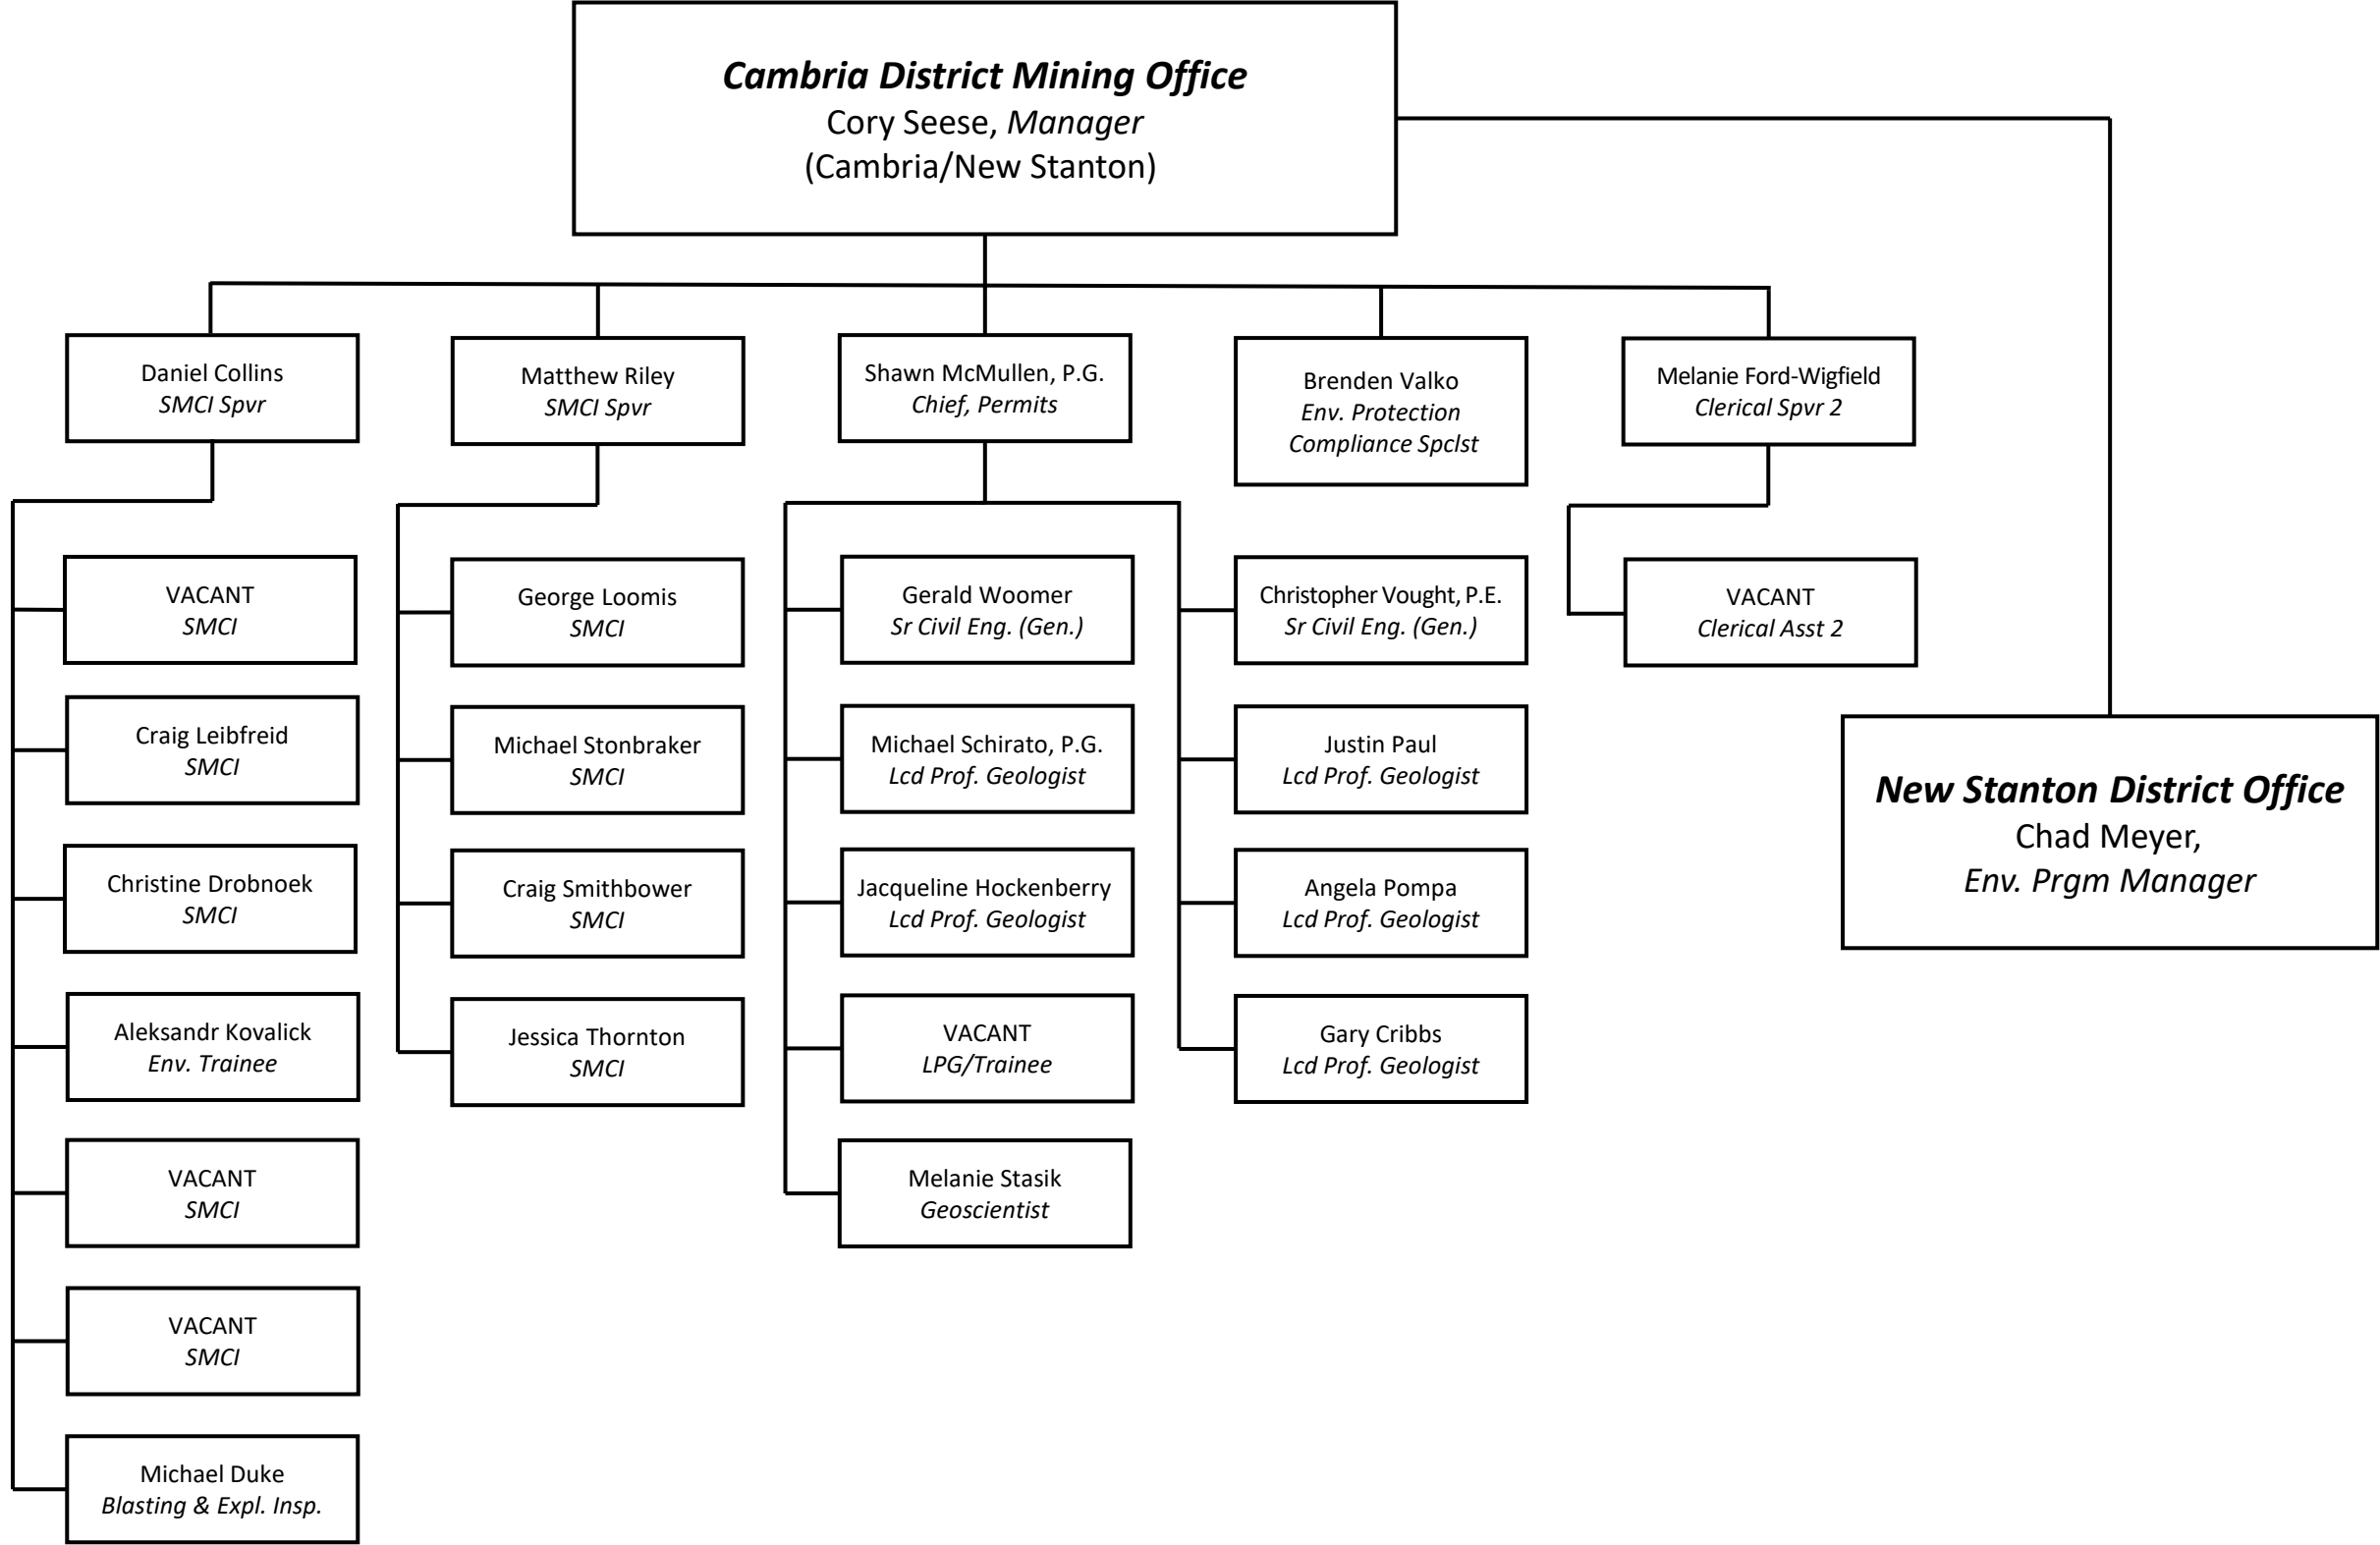 Cambria District Mining Office
Cory Seese, Manager
(Cambria/New Stanton)
Daniel Collins
SMCI Spvr
Matthew Riley
SMCI Spvr
Shawn McMullen, P.G.
Chief, Permits
Brenden Valko
Env. Protection
Compliance Spclst
Melanie Ford-Wigfield
Clerical Spvr 2
VACANT
SMCI
Craig Leibfreid
SMCI
Christine Drobnoek
SMCI
Aleksandr Kovalick
Env. Trainee
VACANT
SMCI
VACANT
SMCI
Michael Duke
Blasting & Expl. Insp.
George Loomis
SMCI
Michael Stonbraker
SMCI
Craig Smithbower
SMCI
Jessica Thornton
SMCI
Gerald Woomer
Sr Civil Eng. (Gen.)
Michael Schirato, P.G.
Lcd Prof. Geologist
Jacqueline Hockenberry
Lcd Prof. Geologist
VACANT
LPG/Trainee
Melanie Stasik
Geoscientist
Christopher Vought, P.E.
Sr Civil Eng. (Gen.)
Justin Paul
Lcd Prof. Geologist
Angela Pompa
Lcd Prof. Geologist
Gary Cribbs
Lcd Prof. Geologist
VACANT
Clerical Asst 2
New Stanton District Office
Chad Meyer,
Env. Prgm Manager